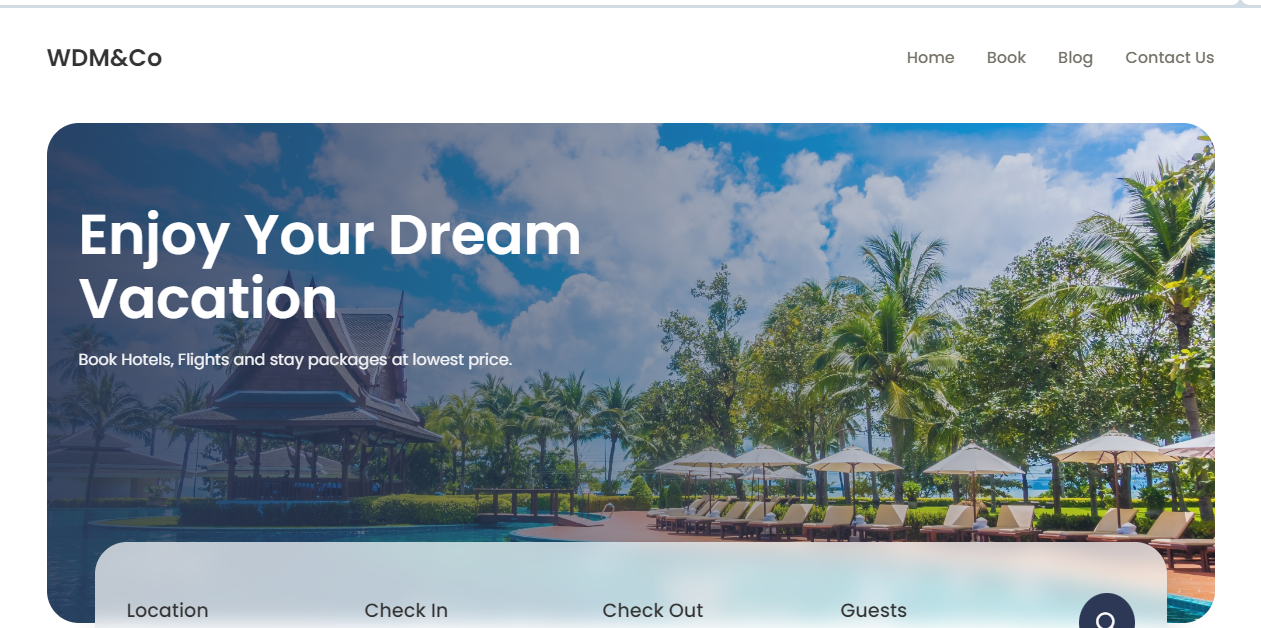 WDM&Co
Home Book Blog Contact Us
Enjoy Your Dream
Vacation
Book Hotels, Flights and stay packages at lowest price.
Location Check In Check Out Guests